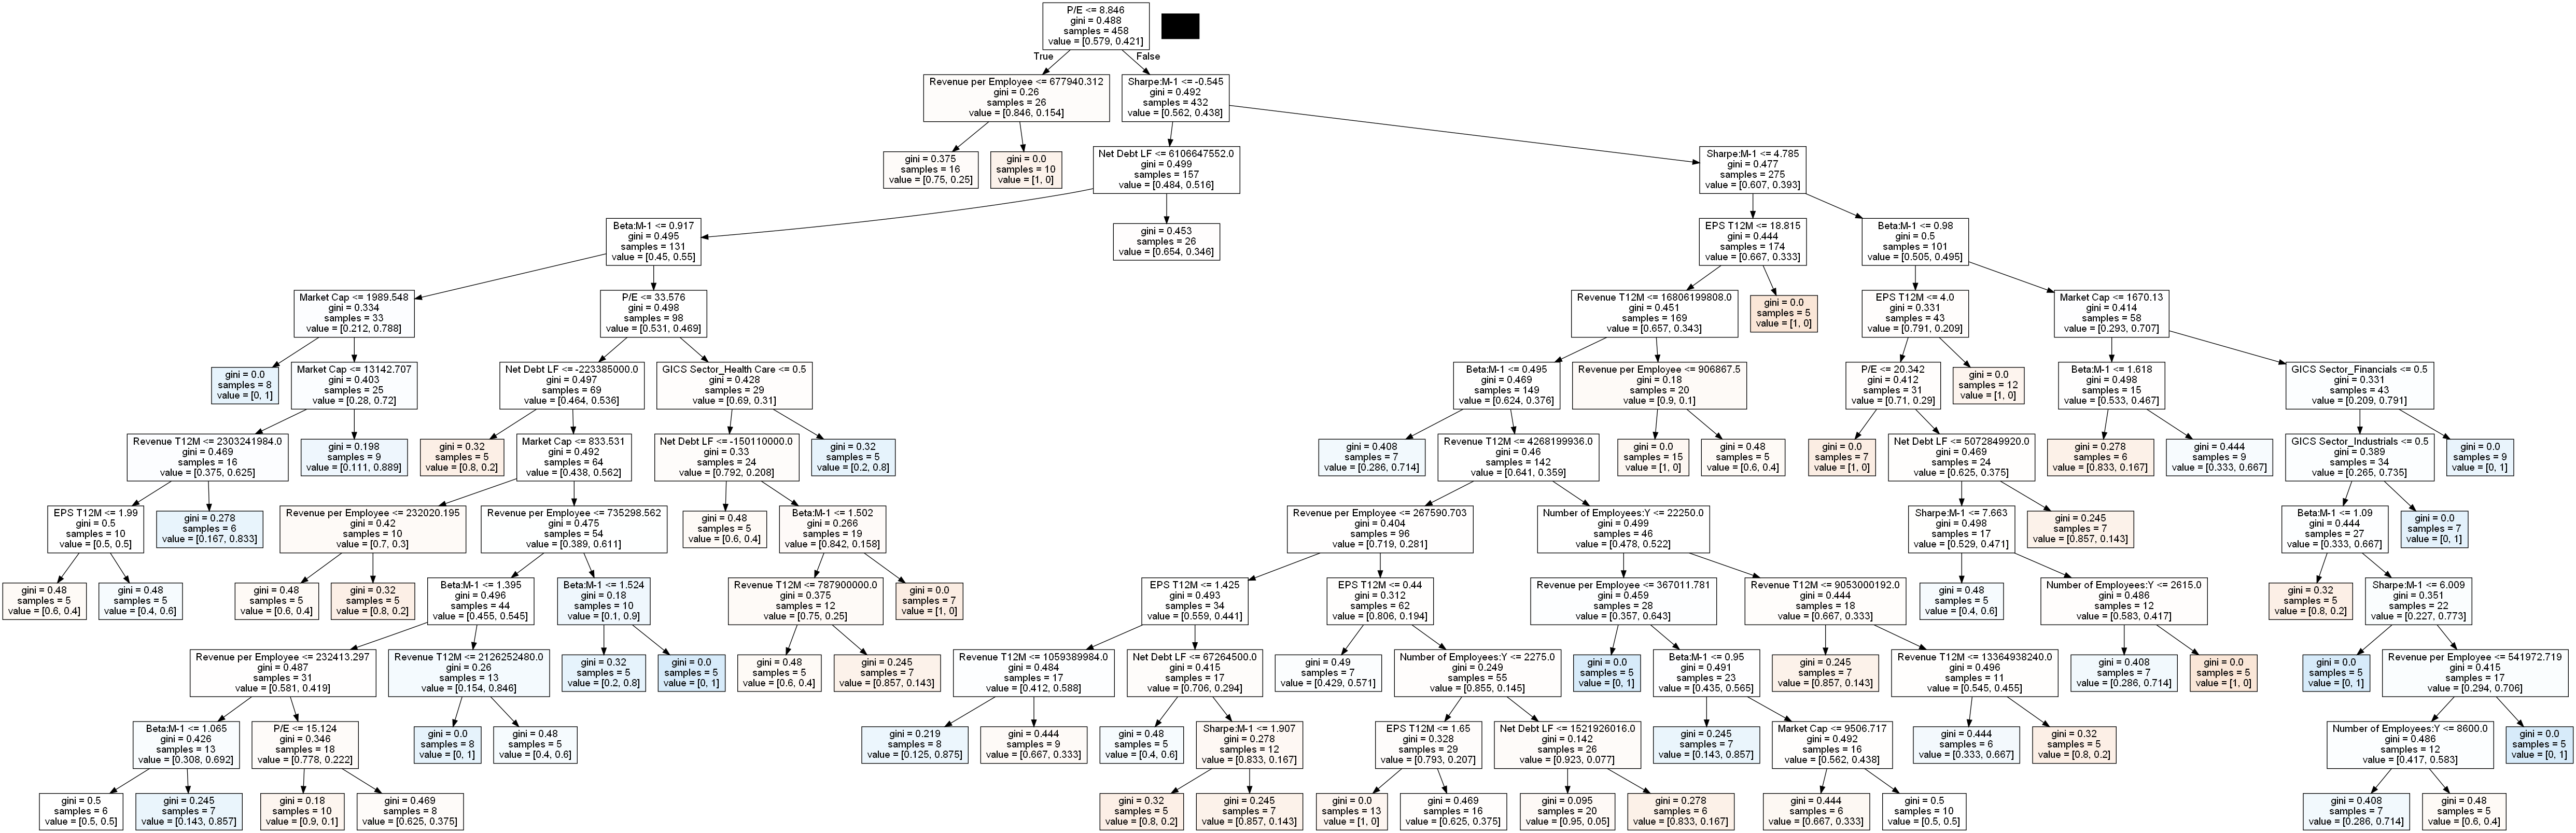 P/E <= 8.846
gini = 0.488
samples = 458
value = [0.579, 0.421]
True
False
Revenue per Employee <= 677940.312
gini = 0.26
samples = 26
value = [0.846, 0.154]
Sharpe:M-1 <= -0.545
gini = 0.492
samples = 432
value = [0.562, 0.438]
gini = 0.375
samples = 16
value = [0.75, 0.25]
gini = 0.0
samples = 10
value = [1, 0]
Net Debt LF <= 6106647552.0
gini = 0.499
samples = 157
value = [0.484, 0.516]
Sharpe:M-1 <= 4.785
gini = 0.477
samples = 275
value = [0.607, 0.393]
Beta:M-1 <= 0.917
gini = 0.495
samples = 131
value = [0.45, 0.55]
gini = 0.453
samples = 26
value = [0.654, 0.346]
EPS T12M <= 18.815
gini = 0.444
samples = 174
value = [0.667, 0.333]
Beta:M-1 <= 0.98
gini = 0.5
samples = 101
value = [0.505, 0.495]
Market Cap <= 1989.548
gini = 0.334
samples = 33
value = [0.212, 0.788]
P/E <= 33.576
gini = 0.498
samples = 98
value = [0.531, 0.469]
Revenue T12M <= 16806199808.0
gini = 0.451
samples = 169
value = [0.657, 0.343]
gini = 0.0
samples = 5
value = [1, 0]
EPS T12M <= 4.0
gini = 0.331
samples = 43
value = [0.791, 0.209]
Market Cap <= 1670.13
gini = 0.414
samples = 58
value = [0.293, 0.707]
gini = 0.0
samples = 8
value = [0, 1]
Market Cap <= 13142.707
gini = 0.403
samples = 25
value = [0.28, 0.72]
Net Debt LF <= -223385000.0
gini = 0.497
samples = 69
value = [0.464, 0.536]
GICS Sector_Health Care <= 0.5
gini = 0.428
samples = 29
value = [0.69, 0.31]
Beta:M-1 <= 0.495
gini = 0.469
samples = 149
value = [0.624, 0.376]
Revenue per Employee <= 906867.5
gini = 0.18
samples = 20
value = [0.9, 0.1]
P/E <= 20.342
gini = 0.412
samples = 31
value = [0.71, 0.29]
gini = 0.0
samples = 12
value = [1, 0]
Beta:M-1 <= 1.618
gini = 0.498
samples = 15
value = [0.533, 0.467]
GICS Sector_Financials <= 0.5
gini = 0.331
samples = 43
value = [0.209, 0.791]
Revenue T12M <= 2303241984.0
gini = 0.469
samples = 16
value = [0.375, 0.625]
gini = 0.198
samples = 9
value = [0.111, 0.889]
gini = 0.32
samples = 5
value = [0.8, 0.2]
Market Cap <= 833.531
gini = 0.492
samples = 64
value = [0.438, 0.562]
Net Debt LF <= -150110000.0
gini = 0.33
samples = 24
value = [0.792, 0.208]
gini = 0.32
samples = 5
value = [0.2, 0.8]
gini = 0.408
samples = 7
value = [0.286, 0.714]
Revenue T12M <= 4268199936.0
gini = 0.46
samples = 142
value = [0.641, 0.359]
gini = 0.0
samples = 15
value = [1, 0]
gini = 0.48
samples = 5
value = [0.6, 0.4]
gini = 0.0
samples = 7
value = [1, 0]
Net Debt LF <= 5072849920.0
gini = 0.469
samples = 24
value = [0.625, 0.375]
gini = 0.278
samples = 6
value = [0.833, 0.167]
gini = 0.444
samples = 9
value = [0.333, 0.667]
GICS Sector_Industrials <= 0.5
gini = 0.389
samples = 34
value = [0.265, 0.735]
gini = 0.0
samples = 9
value = [0, 1]
EPS T12M <= 1.99
gini = 0.5
samples = 10
value = [0.5, 0.5]
gini = 0.278
samples = 6
value = [0.167, 0.833]
Revenue per Employee <= 232020.195
gini = 0.42
samples = 10
value = [0.7, 0.3]
Revenue per Employee <= 735298.562
gini = 0.475
samples = 54
value = [0.389, 0.611]
gini = 0.48
samples = 5
value = [0.6, 0.4]
Beta:M-1 <= 1.502
gini = 0.266
samples = 19
value = [0.842, 0.158]
Revenue per Employee <= 267590.703
gini = 0.404
samples = 96
value = [0.719, 0.281]
Number of Employees:Y <= 22250.0
gini = 0.499
samples = 46
value = [0.478, 0.522]
Sharpe:M-1 <= 7.663
gini = 0.498
samples = 17
value = [0.529, 0.471]
gini = 0.245
samples = 7
value = [0.857, 0.143]
Beta:M-1 <= 1.09
gini = 0.444
samples = 27
value = [0.333, 0.667]
gini = 0.0
samples = 7
value = [0, 1]
gini = 0.48
samples = 5
value = [0.6, 0.4]
gini = 0.48
samples = 5
value = [0.4, 0.6]
gini = 0.48
samples = 5
value = [0.6, 0.4]
gini = 0.32
samples = 5
value = [0.8, 0.2]
Beta:M-1 <= 1.395
gini = 0.496
samples = 44
value = [0.455, 0.545]
Beta:M-1 <= 1.524
gini = 0.18
samples = 10
value = [0.1, 0.9]
Revenue T12M <= 787900000.0
gini = 0.375
samples = 12
value = [0.75, 0.25]
gini = 0.0
samples = 7
value = [1, 0]
EPS T12M <= 1.425
gini = 0.493
samples = 34
value = [0.559, 0.441]
EPS T12M <= 0.44
gini = 0.312
samples = 62
value = [0.806, 0.194]
Revenue per Employee <= 367011.781
gini = 0.459
samples = 28
value = [0.357, 0.643]
Revenue T12M <= 9053000192.0
gini = 0.444
samples = 18
value = [0.667, 0.333]
gini = 0.48
samples = 5
value = [0.4, 0.6]
Number of Employees:Y <= 2615.0
gini = 0.486
samples = 12
value = [0.583, 0.417]
gini = 0.32
samples = 5
value = [0.8, 0.2]
Sharpe:M-1 <= 6.009
gini = 0.351
samples = 22
value = [0.227, 0.773]
Revenue per Employee <= 232413.297
gini = 0.487
samples = 31
value = [0.581, 0.419]
Revenue T12M <= 2126252480.0
gini = 0.26
samples = 13
value = [0.154, 0.846]
gini = 0.32
samples = 5
value = [0.2, 0.8]
gini = 0.0
samples = 5
value = [0, 1]
gini = 0.48
samples = 5
value = [0.6, 0.4]
gini = 0.245
samples = 7
value = [0.857, 0.143]
Revenue T12M <= 1059389984.0
gini = 0.484
samples = 17
value = [0.412, 0.588]
Net Debt LF <= 67264500.0
gini = 0.415
samples = 17
value = [0.706, 0.294]
gini = 0.49
samples = 7
value = [0.429, 0.571]
Number of Employees:Y <= 2275.0
gini = 0.249
samples = 55
value = [0.855, 0.145]
gini = 0.0
samples = 5
value = [0, 1]
Beta:M-1 <= 0.95
gini = 0.491
samples = 23
value = [0.435, 0.565]
gini = 0.245
samples = 7
value = [0.857, 0.143]
Revenue T12M <= 13364938240.0
gini = 0.496
samples = 11
value = [0.545, 0.455]
gini = 0.408
samples = 7
value = [0.286, 0.714]
gini = 0.0
samples = 5
value = [1, 0]
gini = 0.0
samples = 5
value = [0, 1]
Revenue per Employee <= 541972.719
gini = 0.415
samples = 17
value = [0.294, 0.706]
Beta:M-1 <= 1.065
gini = 0.426
samples = 13
value = [0.308, 0.692]
P/E <= 15.124
gini = 0.346
samples = 18
value = [0.778, 0.222]
gini = 0.0
samples = 8
value = [0, 1]
gini = 0.48
samples = 5
value = [0.4, 0.6]
gini = 0.219
samples = 8
value = [0.125, 0.875]
gini = 0.444
samples = 9
value = [0.667, 0.333]
gini = 0.48
samples = 5
value = [0.4, 0.6]
Sharpe:M-1 <= 1.907
gini = 0.278
samples = 12
value = [0.833, 0.167]
EPS T12M <= 1.65
gini = 0.328
samples = 29
value = [0.793, 0.207]
Net Debt LF <= 1521926016.0
gini = 0.142
samples = 26
value = [0.923, 0.077]
gini = 0.245
samples = 7
value = [0.143, 0.857]
Market Cap <= 9506.717
gini = 0.492
samples = 16
value = [0.562, 0.438]
gini = 0.444
samples = 6
value = [0.333, 0.667]
gini = 0.32
samples = 5
value = [0.8, 0.2]
Number of Employees:Y <= 8600.0
gini = 0.486
samples = 12
value = [0.417, 0.583]
gini = 0.0
samples = 5
value = [0, 1]
gini = 0.5
samples = 6
value = [0.5, 0.5]
gini = 0.245
samples = 7
value = [0.143, 0.857]
gini = 0.18
samples = 10
value = [0.9, 0.1]
gini = 0.469
samples = 8
value = [0.625, 0.375]
gini = 0.32
samples = 5
value = [0.8, 0.2]
gini = 0.245
samples = 7
value = [0.857, 0.143]
gini = 0.0
samples = 13
value = [1, 0]
gini = 0.469
samples = 16
value = [0.625, 0.375]
gini = 0.095
samples = 20
value = [0.95, 0.05]
gini = 0.278
samples = 6
value = [0.833, 0.167]
gini = 0.444
samples = 6
value = [0.667, 0.333]
gini = 0.5
samples = 10
value = [0.5, 0.5]
gini = 0.408
samples = 7
value = [0.286, 0.714]
gini = 0.48
samples = 5
value = [0.6, 0.4]